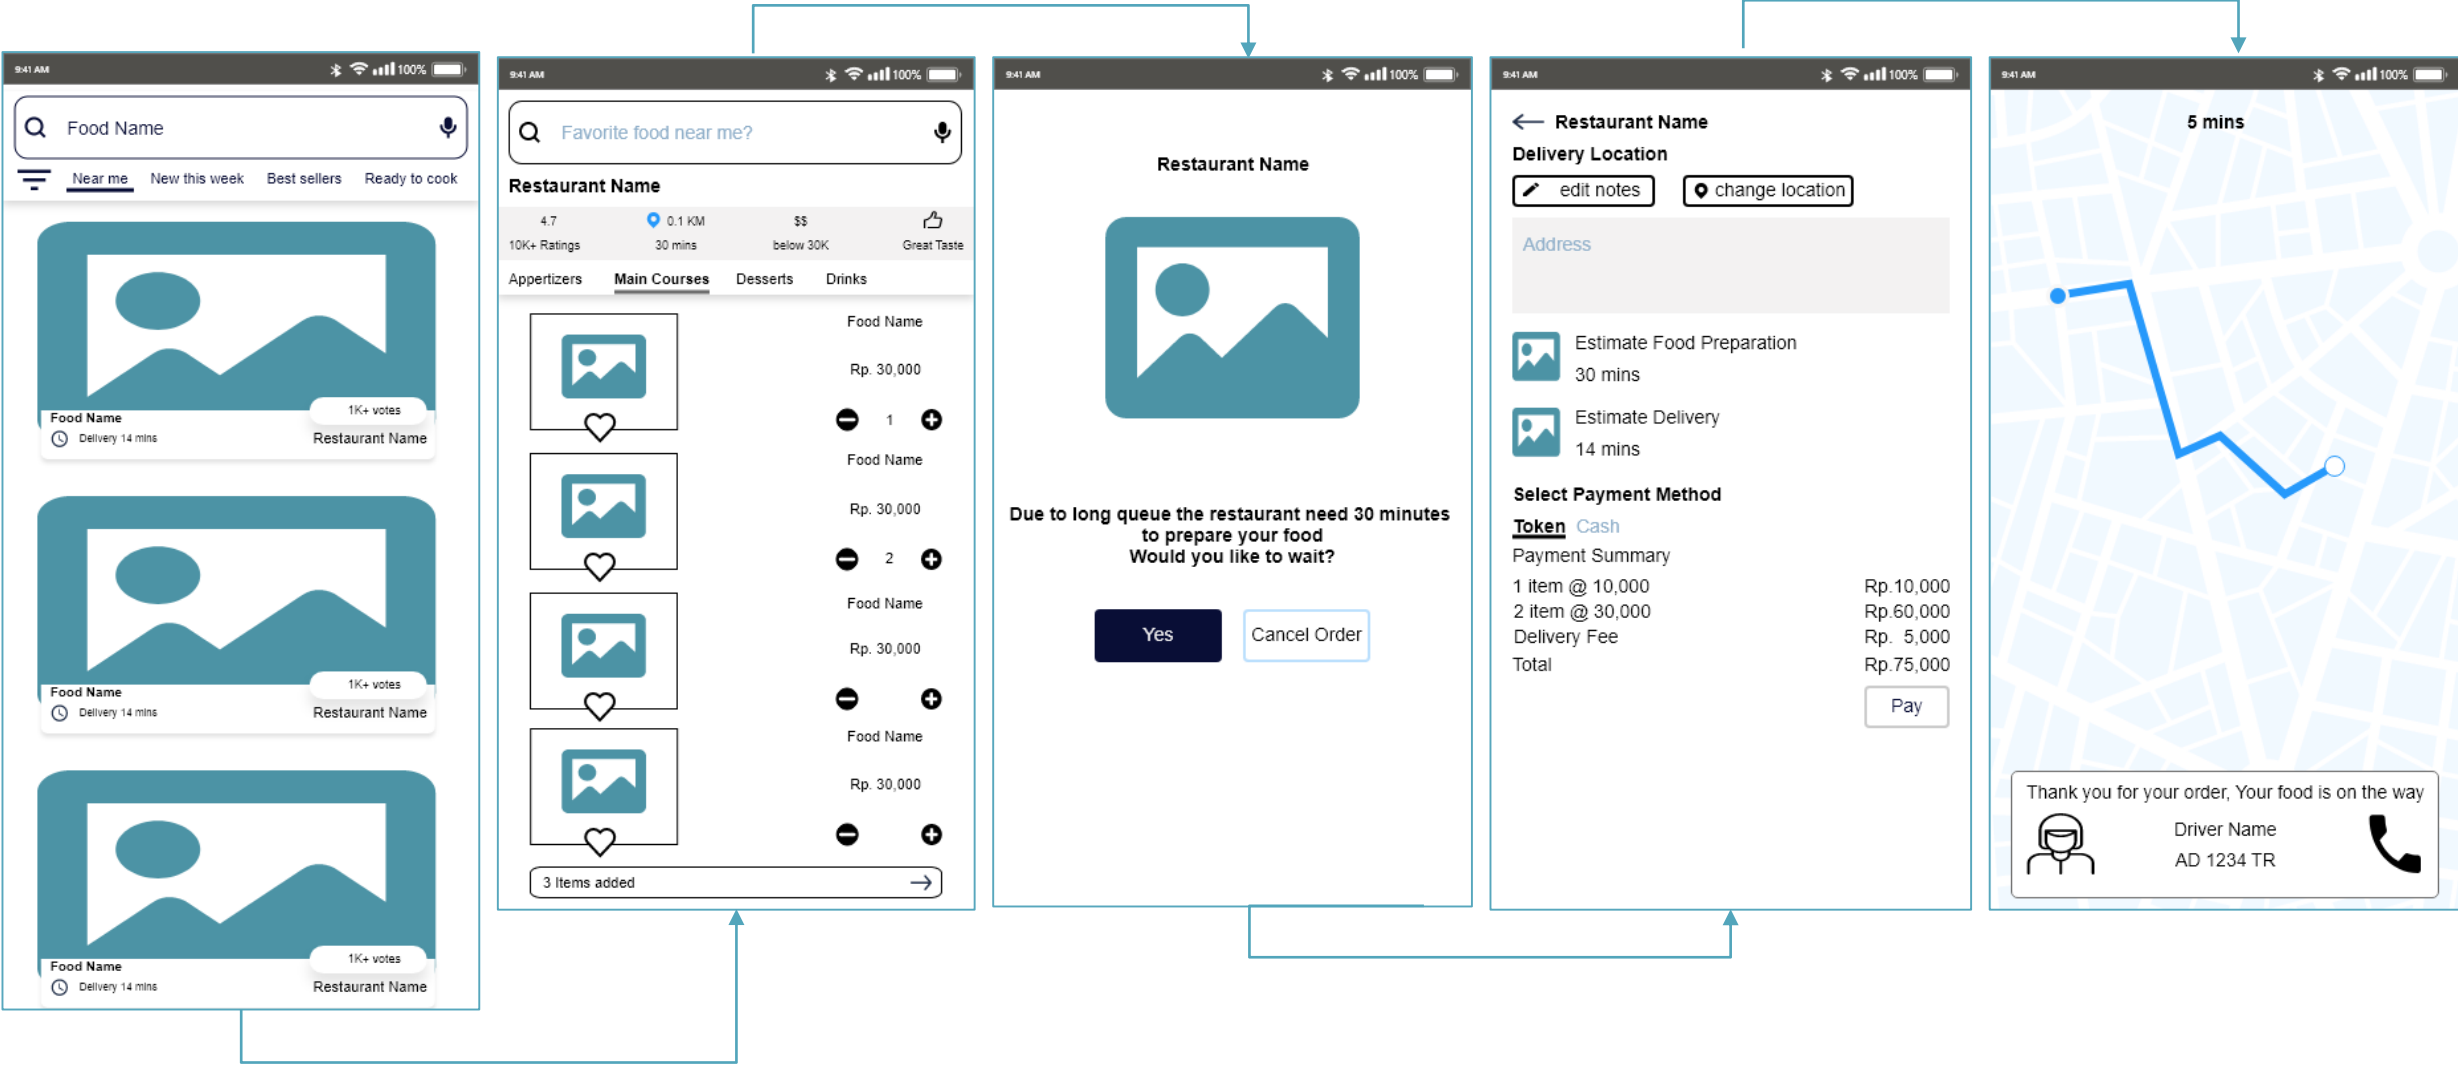 9:41 AM
100%
Food Name
Near me New this week Best sellers Ready to cook
1K+ votes
Food Name
Delivery 14 mins
Restaurant Name
1K+ votes
Food Name
Delivery 14 mins
Restaurant Name
1K+ votes
Food Name
Delivery 14 mins
Restaurant Name
9:41 AM
100%
Favorite food near me?
Restaurant Name
4.7 0.1 KM $$
10K+ Ratings 30 mins below 30K Great Taste
Appertizers Main Courses Desserts Drinks
Food Name
Rp. 30,000
1
Food Name
Rp. 30,000
2
Food Name
Rp. 30,000
Food Name
Rp. 30,000
3 Items added
9:41 AM
100%
Restaurant Name
Due to long queue the restaurant need 30 minutes
to prepare your food
Would you like to wait?
Yes Cancel Order
9:41 AM
100%
Restaurant Name
Delivery Location
edit notes change location
Address
Estimate Food Preparation
30 mins
Estimate Delivery
14 mins
Select Payment Method
Token Cash
Payment Summary
1 item @ 10,000 Rp.10,000
2 item @ 30,000 Rp.60,000
Delivery Fee Rp. 5,000
Total Rp.75,000
Pay
9:41 AM
100%
5 mins
Thank you for your order, Your food is on the way
Driver Name
AD 1234 TR